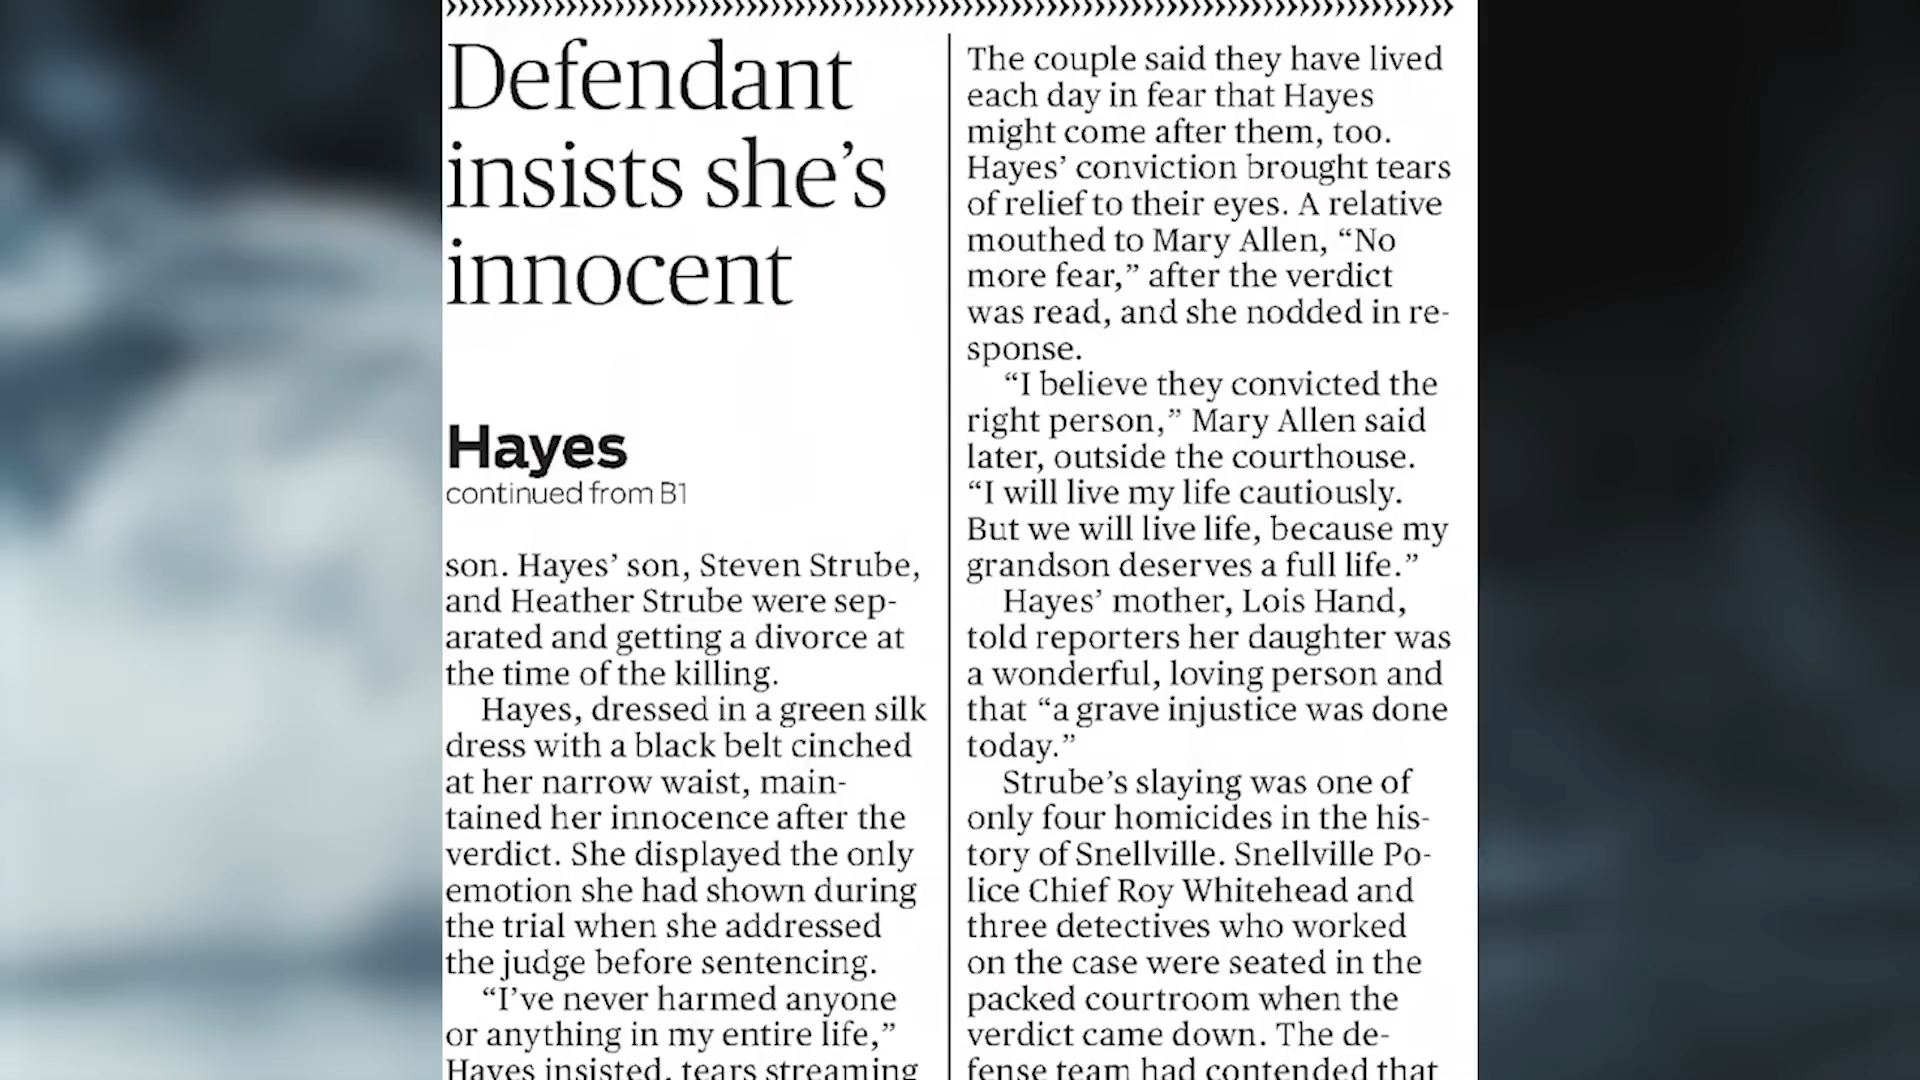 Defendant
insists she's
innocent
Hayes
continued from B1
son. Hayes' son, Steven Strube,
and Heather Strube were sep-
arated and getting a divorce at
the time of the killing.
Hayes, dressed in a green silk
dress with a black belt cinched
at her narrow waist, main-
tained her innocence after the
verdict. She displayed the only
emotion she had shown during
the trial when she addressed
the judge before sentencing.
“I've never harmed anyone
or anything in my entire life,”
Hayes insisted, tears streaming
The couple said they have lived
each day in fear that Hayes
might come after them, too.
Hayes' conviction brought tears
of relief to their eyes. A relative
mouthed to Mary Allen, “No
more fear,” after the verdict
was read, and she nodded in re-
sponse.
“I believe they convicted the
right person,” Mary Allen said
later, outside the courthouse.
“I will live my life cautiously.
But we will live life, because my
grandson deserves a full life.”
Hayes' mother, Lois Hand,
told reporters her daughter was
a wonderful, loving person and
that “a grave injustice was done
today.”
Strube's slaying was one of
only four homicides in the his-
tory of Snellville. Snellville Po-
lice Chief Roy Whitehead and
three detectives who worked
on the case were seated in the
packed courtroom when the
verdict came down. The de-
fense team had contended that